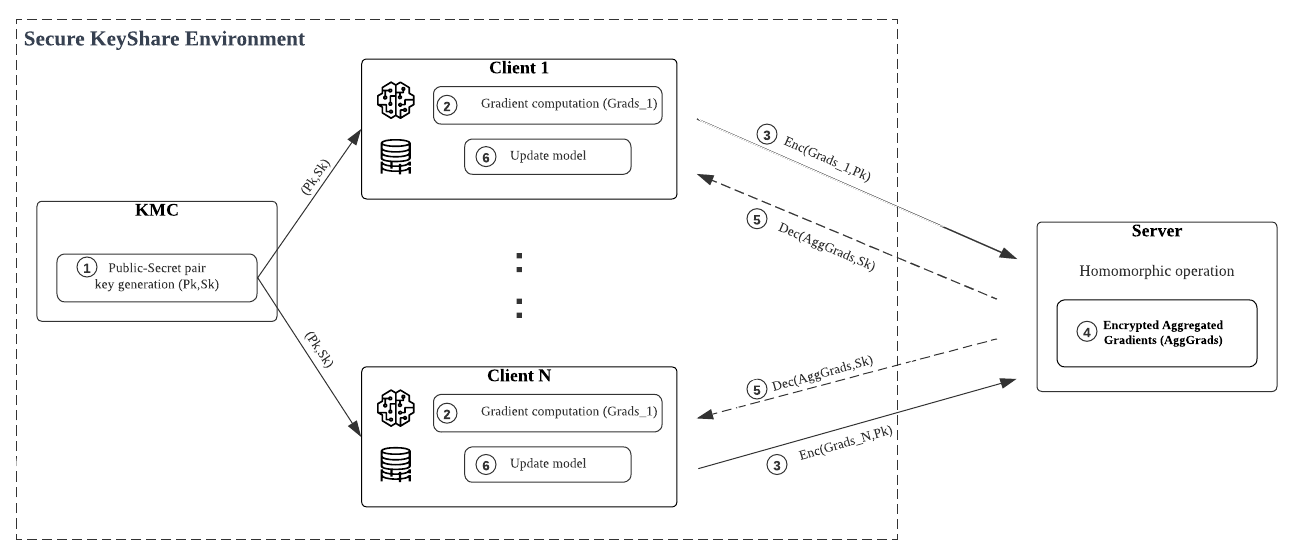 Secure KeyShare Environment
Client 1
2 Gradient computation (Grads_1)
6 Update model
3 Enc(Grads_1,Pk)
5 Dec(AggGrads,Sk)
(Pk,Sk)
KMC
1 Public-Secret pair
key generation (Pk,Sk)
(Pk,Sk)
Server
Homomorphic operation
4 Encrypted Aggregated
Gradients (AggGrads)
Client N
2 Gradient computation (Grads_1)
6 Update model
5 Dec(AggGrads,Sk)
3 Enc(Grads_N,Pk)